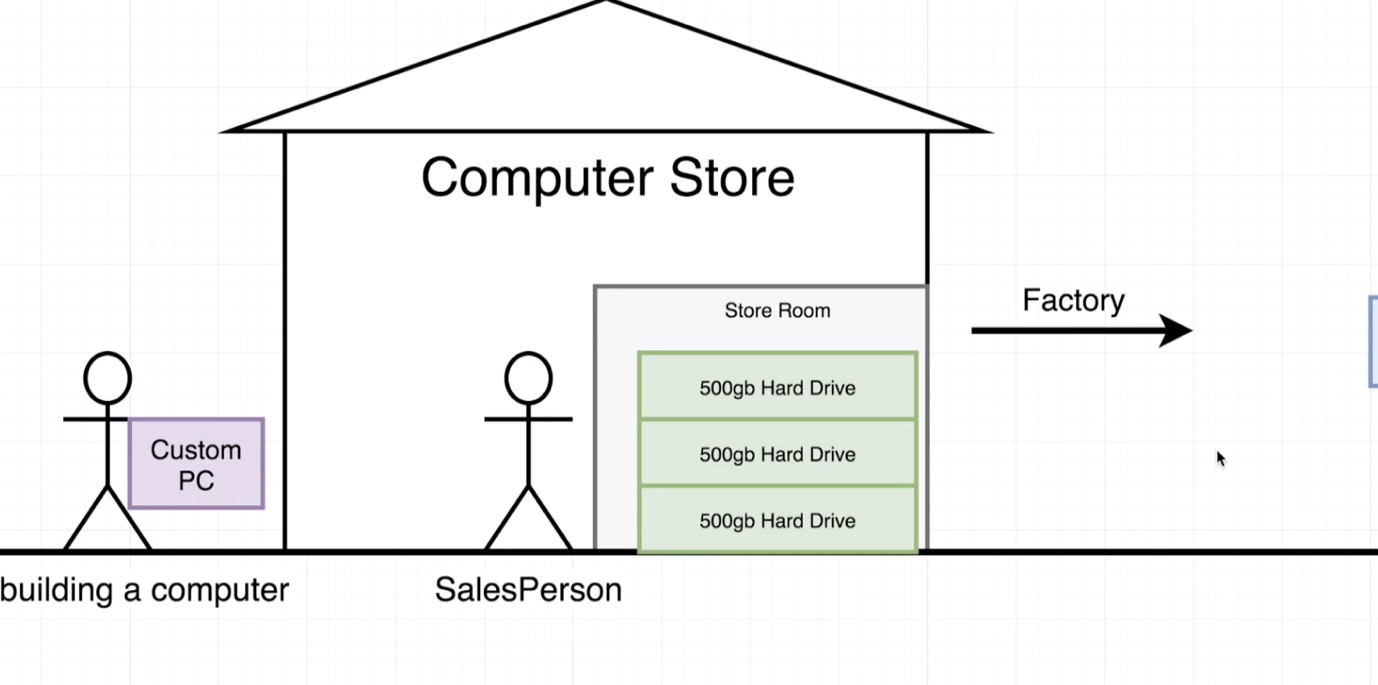 Computer Store
Factory
Store Room
500gb Hard Drive
Custom
PC
500gb Hard Drive
500gb Hard Drive
building a computer
SalesPerson